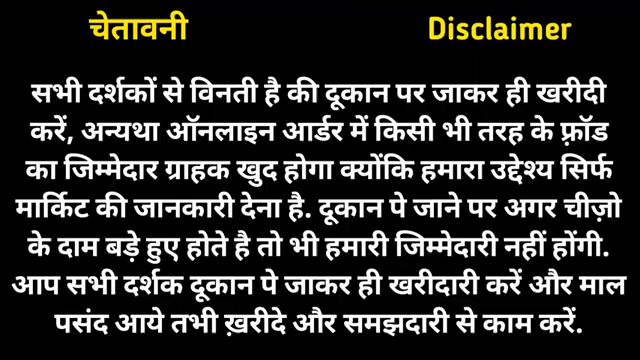 चेतावनी Disclaimer
सभी दर्शकों से विनती है की दूकान पर जाकर ही खरीदी
करें, अन्यथा ऑनलाइन आर्डर में किसी भी तरह के फ़्रॉड
का जिम्मेदार ग्राहक खुद होगा क्योंकि हमारा उद्देश्य सिर्फ
मार्किट की जानकारी देना है. दूकान पे जाने पर अगर चीज़ो
के दाम बड़े हुए होते है तो भी हमारी जिम्मेदारी नहीं होंगी.
आप सभी दर्शक दूकान पे जाकर ही खरीदारी करें और माल
पसंद आये तभी ख़रीदे और समझदारी से काम करें.